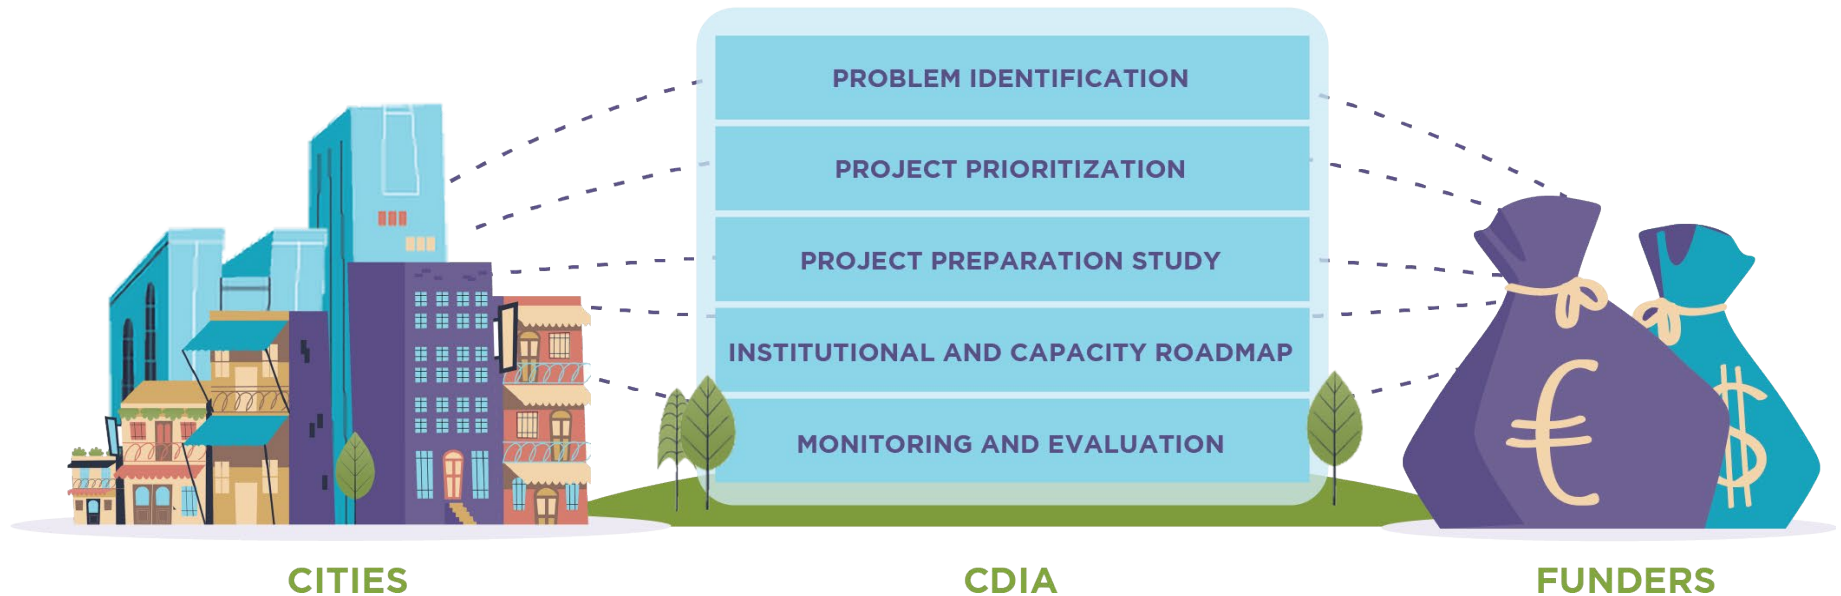 PROBLEM IDENTIFICATION
PROJECT PRIORITIZATION
PROJECT PREPARATION STUDY
INSTITUTIONAL AND CAPACITY ROADMAP
MONITORING AND EVALUATION
€
$
CITIES
CDIA
FUNDERS